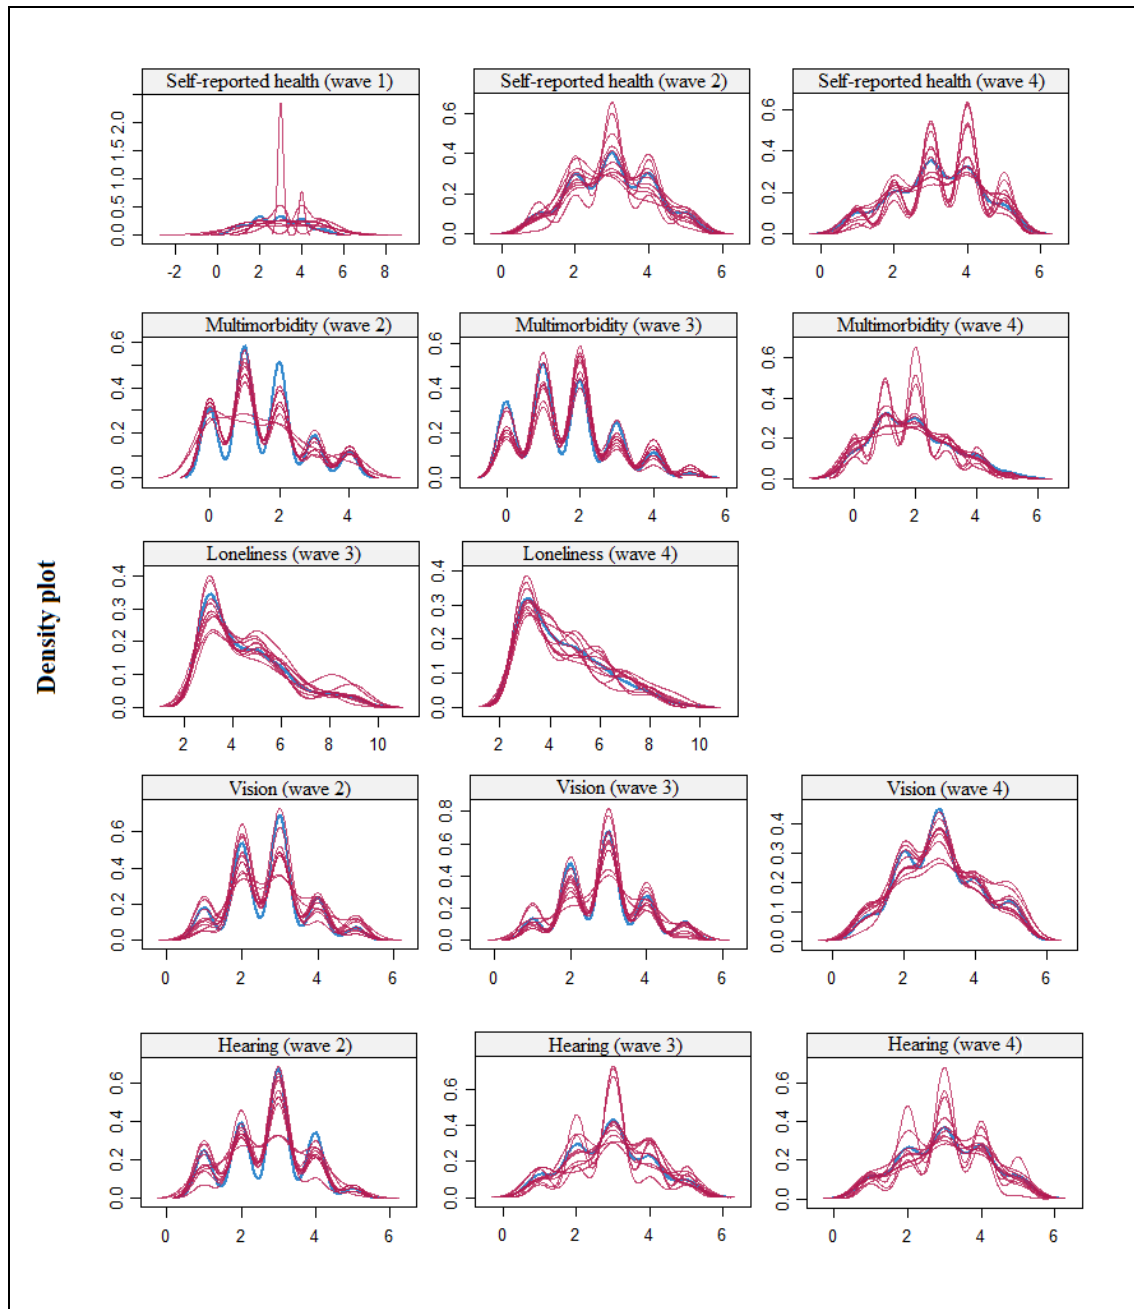 Self-reported health (wave 1) Self-reported health (wave 2) Self-reported health (wave 4)
0.0 0.5 1.0 1.5 2.0
0.0 0.2 0.4 0.6
0.0 0.2 0.4 0.6
-2 0 2 4 6 8
0 2 4 6
0 2 4 6
Multimorbidity (wave 2) Multimorbidity (wave 3) Multimorbidity (wave 4)
0.0 0.2 0.4 0.6
0.0 0.2 0.4 0.6
0.0 0.2 0.4 0.6
0 2 4
0 2 4 6
0 2 4 6
Density plot
Loneliness (wave 3) Loneliness (wave 4)
0.0 0.1 0.2 0.3 0.4
0.0 0.1 0.2 0.3 0.4
2 4 6 8 10
2 4 6 8 10
Vision (wave 2) Vision (wave 3) Vision (wave 4)
0.0 0.2 0.4 0.6
0.0 0.2 0.4 0.6 0.8
0.0 0.1 0.2 0.3 0.4
0 2 4 6
0 2 4 6
0 2 4 6
Hearing (wave 2) Hearing (wave 3) Hearing (wave 4)
0.0 0.2 0.4 0.6
0.0 0.2 0.4 0.6
0.0 0.2 0.4 0.6
0 2 4 6
0 2 4 6
0 2 4 6